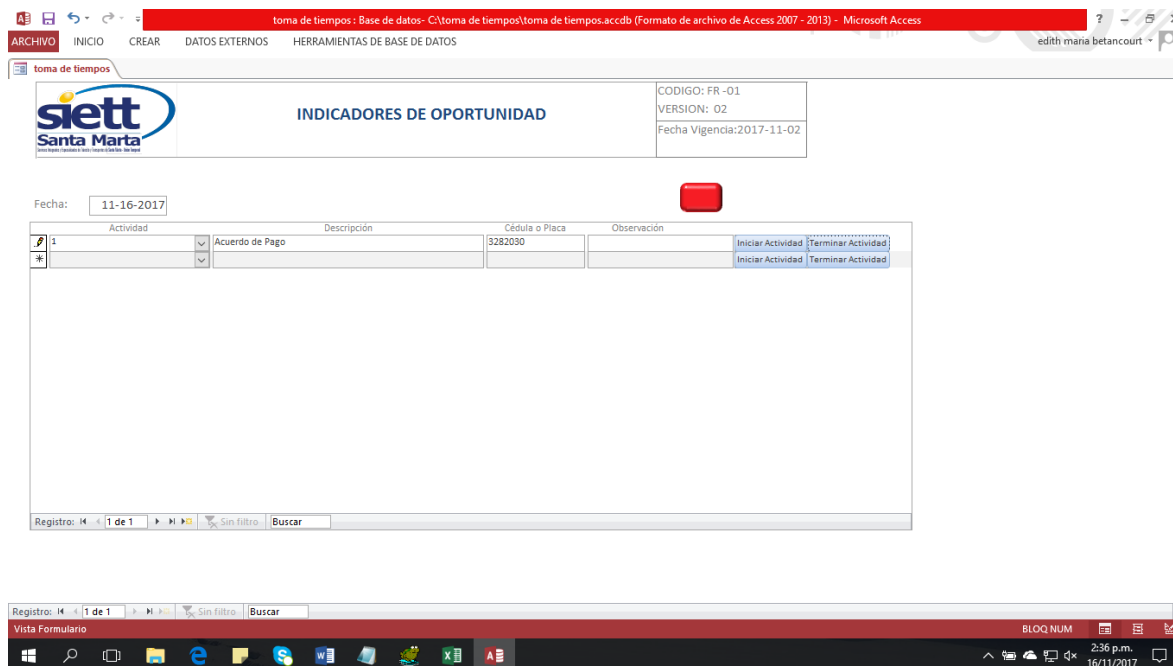 toma de tiempos : Base de datos- C:\toma de tiempos\toma de tiempos.accdb (Formato de archivo de Access 2007 - 2013) - Microsoft Access
?
ARCHIVO INICIO CREAR DATOS EXTERNOS HERRAMIENTAS DE BASE DE DATOS
edith maria betancourt
toma de tiempos
siett
Santa Marta
INDICADORES DE OPORTUNIDAD
CODIGO: FR -01
VERSION: 02
Fecha Vigencia:2017-11-02
Fecha: 11-16-2017
Actividad Descripción Cédula o Placa Observación
1 Acuerdo de Pago 3282030 Iniciar Actividad Terminar Actividad
Iniciar Actividad Terminar Actividad
Registro: 1 de 1 Sin filtro Buscar
Registro: 1 de 1 Sin filtro Buscar
Vista Formulario BLOQ NUM
2:36 p.m.
16/11/2017